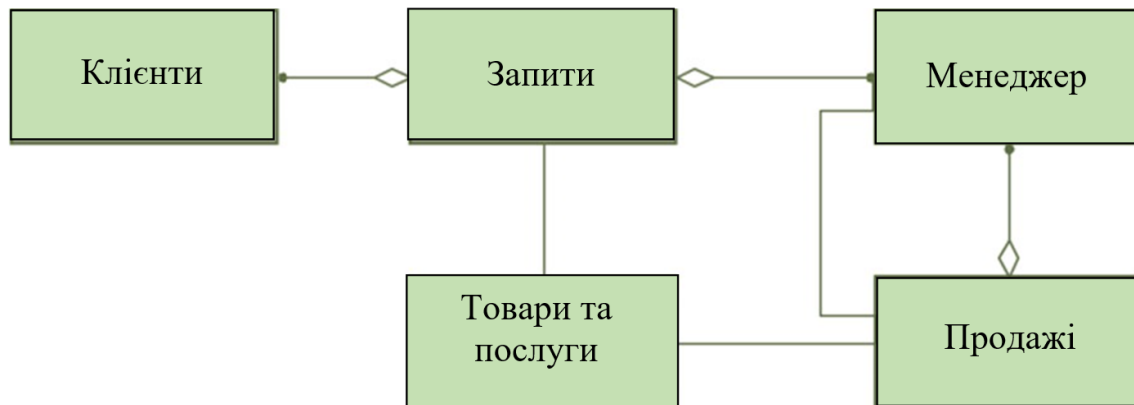 Клієнти
Запити
Менеджер
Товари та
послуги
Продажі